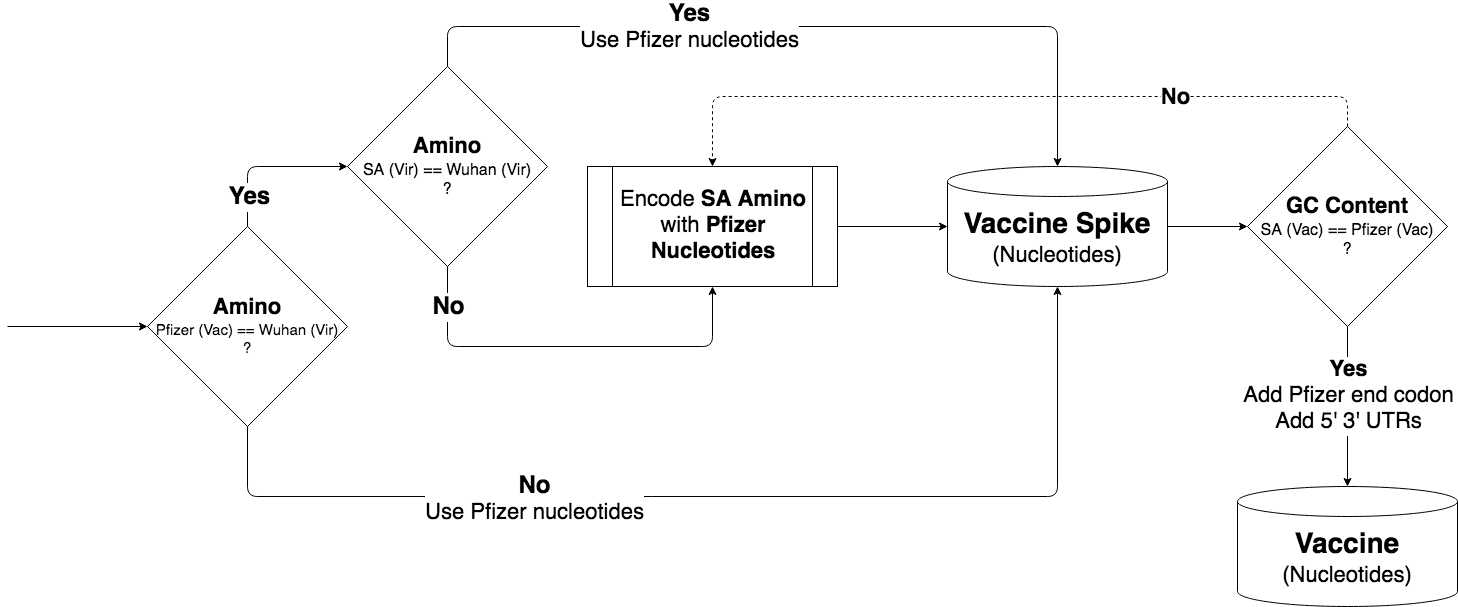 Yes
Use Pfizer nucleotides
No
Amino
SA (Vir) == Wuhan (Vir)
?
Yes
Encode SA Amino
with Pfizer
Nucleotides
Vaccine Spike
(Nucleotides)
GC Content
SA (Vac) == Pfizer (Vac)
?
Amino
Pfizer (Vac) == Wuhan (Vir)
?
No
Yes
Add Pfizer end codon
Add 5' 3' UTRs
No
Use Pfizer nucleotides
Vaccine
(Nucleotides)